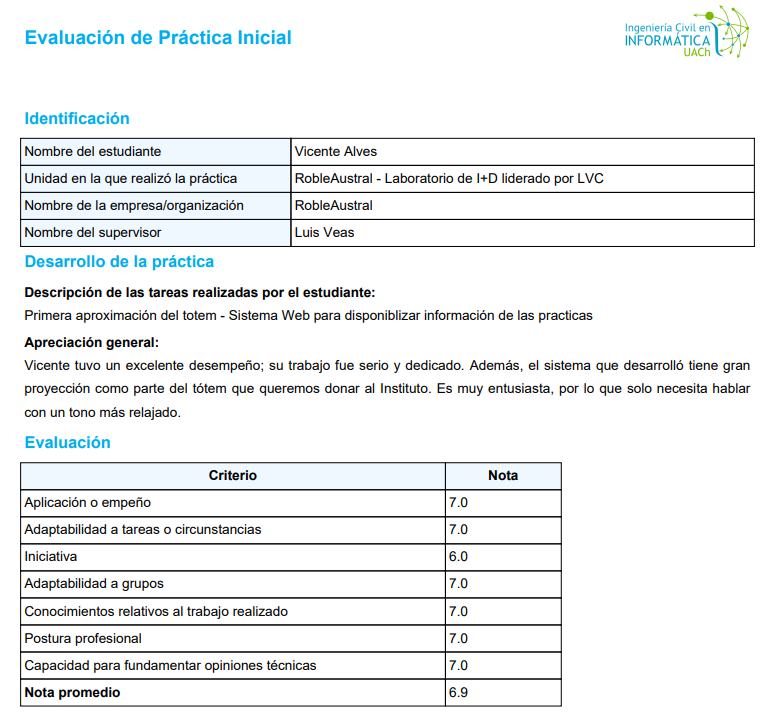 Evaluación de Práctica Inicial
Ingeniería Civil en
INFORMÁTICA
UACh
Identificación
Nombre del estudiante Vicente Alves
Unidad en la que realizó la práctica RobleAustral - Laboratorio de I+D liderado por LVC
Nombre de la empresa/organización RobleAustral
Nombre del supervisor Luis Veas
Desarrollo de la práctica
Descripción de las tareas realizadas por el estudiante:
Primera aproximación del totem - Sistema Web para disponiblizar información de las practicas
Apreciación general:
Vicente tuvo un excelente desempeño; su trabajo fue serio y dedicado. Además, el sistema que desarrolló tiene gran
proyección como parte del tótem que queremos donar al Instituto. Es muy entusiasta, por lo que solo necesita hablar
con un tono más relajado.
Evaluación
Criterio Nota
Aplicación o empeño 7.0
Adaptabilidad a tareas o circunstancias 7.0
Iniciativa 6.0
Adaptabilidad a grupos 7.0
Conocimientos relativos al trabajo realizado 7.0
Postura profesional 7.0
Capacidad para fundamentar opiniones técnicas 7.0
Nota promedio 6.9